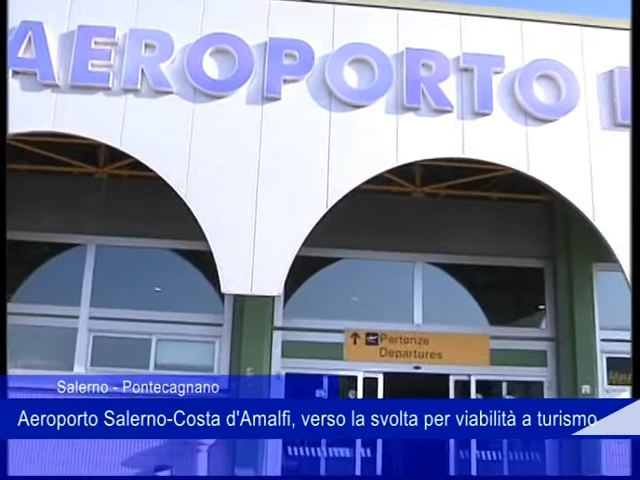 AEROPORTO
Partenze
Departures
Salerno - Pontecagnano
Aeroporto Salerno-Costa d'Amalfi, verso la svolta per viabilità a turismo